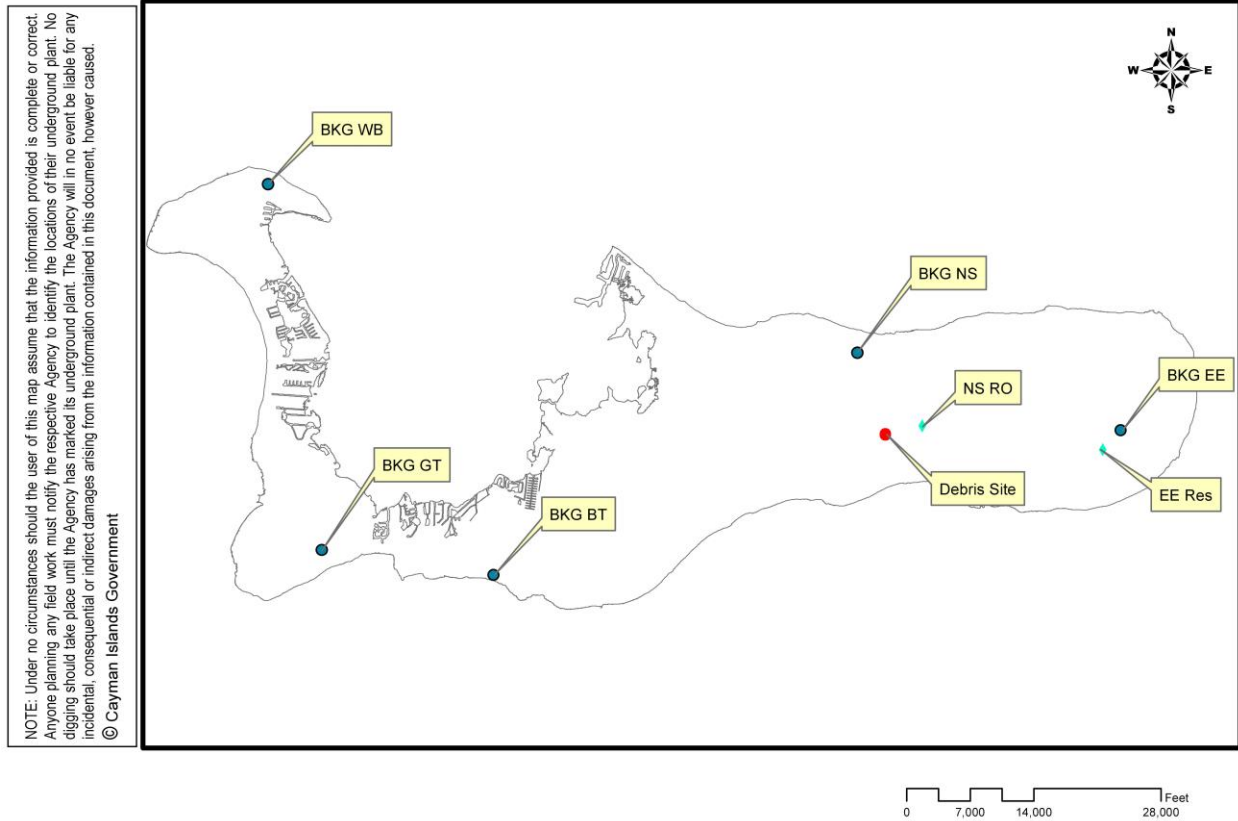 NOTE: Under no circumstances should the user of this map assume that the information provided is complete or correct.
Anyone planning any field work must notify the respective Agency to identify the locations of their underground plant. No
digging should take place until the Agency has marked its underground plant. The Agency will in no event be liable for any
incidental, consequential or indirect damages arising from the information contained in this document, however caused.
© Cayman Islands Government
N
W E
S
BKG WB
BKG NS
BKG EE
NS RO
BKG GT
Debris Site
EE Res
BKG BT
Feet
0 7,000 14,000 28,000